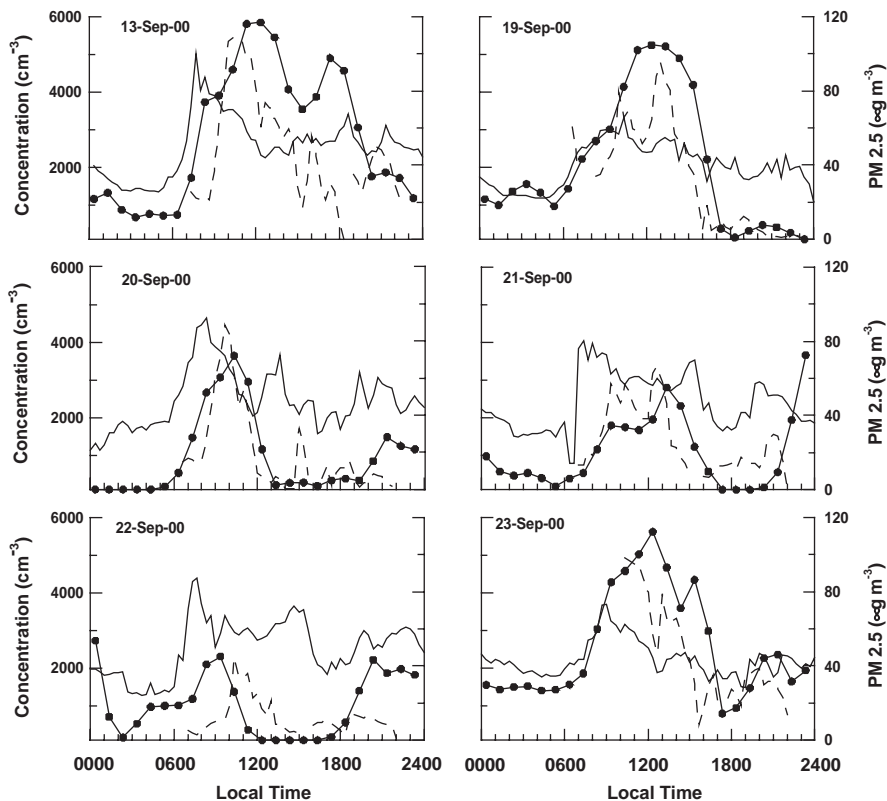 13-Sep-00
19-Sep-00
Concentration (cm⁻³)
6000
4000
2000
120
80
40
0
PM 2.5 (∝g m⁻³)
20-Sep-00
21-Sep-00
Concentration (cm⁻³)
6000
4000
2000
120
80
40
0
PM 2.5 (∝g m⁻³)
22-Sep-00
23-Sep-00
Concentration (cm⁻³)
6000
4000
2000
120
80
40
0
PM 2.5 (∝g m⁻³)
0000 0600 1200 1800 2400
0000 0600 1200 1800 2400
Local Time
Local Time